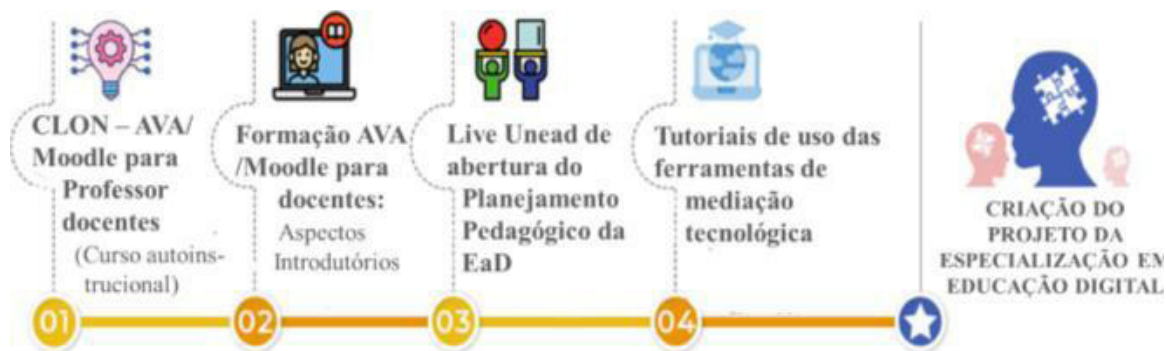 CLON – AVA/
Moodle para
Professor
docentes
(Curso autoins-
trucional)
Formação AVA
/Moodle para
docentes:
Aspectos
Introdutórios
Live Unead de
abertura do
Planejamento
Pedagógico da
EaD
Tutoriais de uso das
ferramentas de
mediação
tecnológica
CRIAÇÃO DO
PROJETO DA
ESPECIALIZAÇÃO EM
EDUCAÇÃO DIGITAL
01
02
03
04